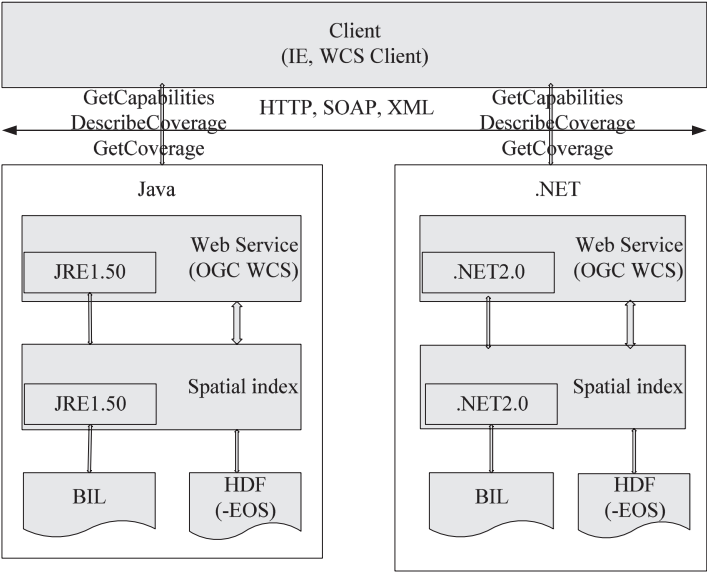 Client
(IE, WCS Client)
GetCapabilities
DescribeCoverage
GetCoverage
HTTP, SOAP, XML
GetCapabilities
DescribeCoverage
GetCoverage
Java
Web Service
(OGC WCS)
JRE1.50
Spatial index
JRE1.50
BIL
HDF
(-EOS)
.NET
Web Service
(OGC WCS)
.NET2.0
Spatial index
.NET2.0
BIL
HDF
(-EOS)